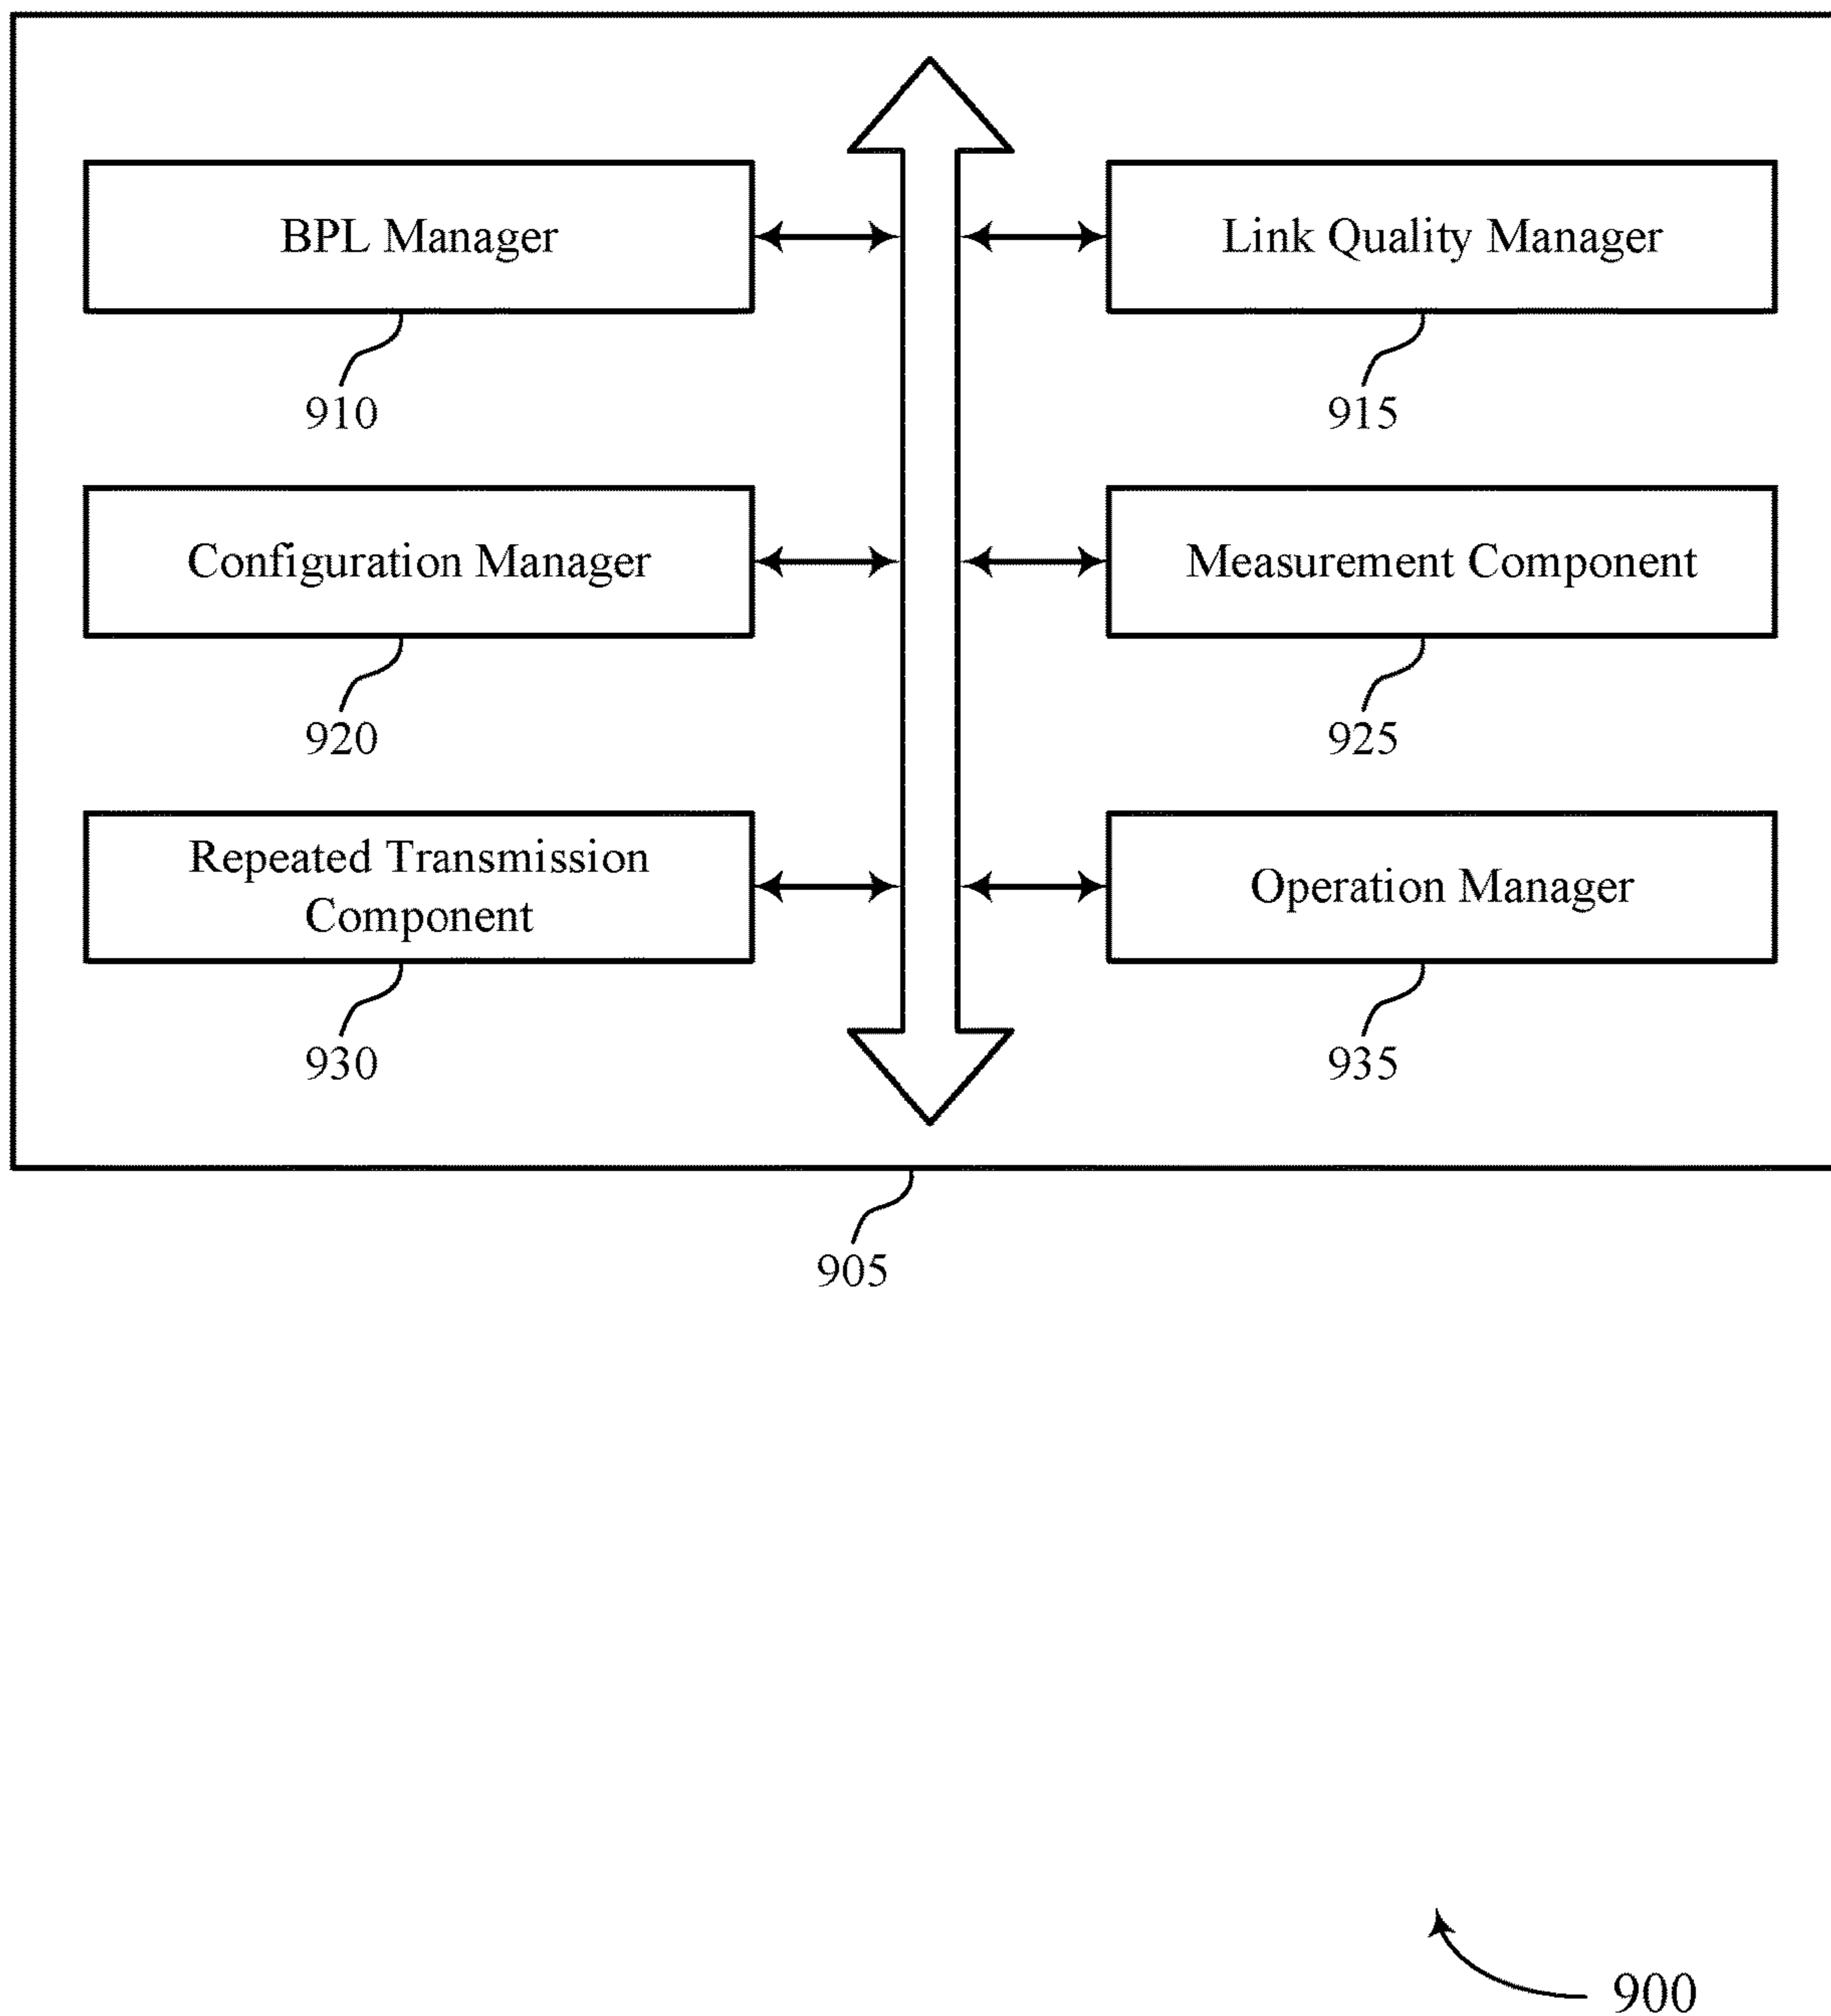 BPL Manager
Link Quality Manager
910
915
Configuration Manager
Measurement Component
920
925
Repeated Transmission
Component
Operation Manager
930
935
905
900